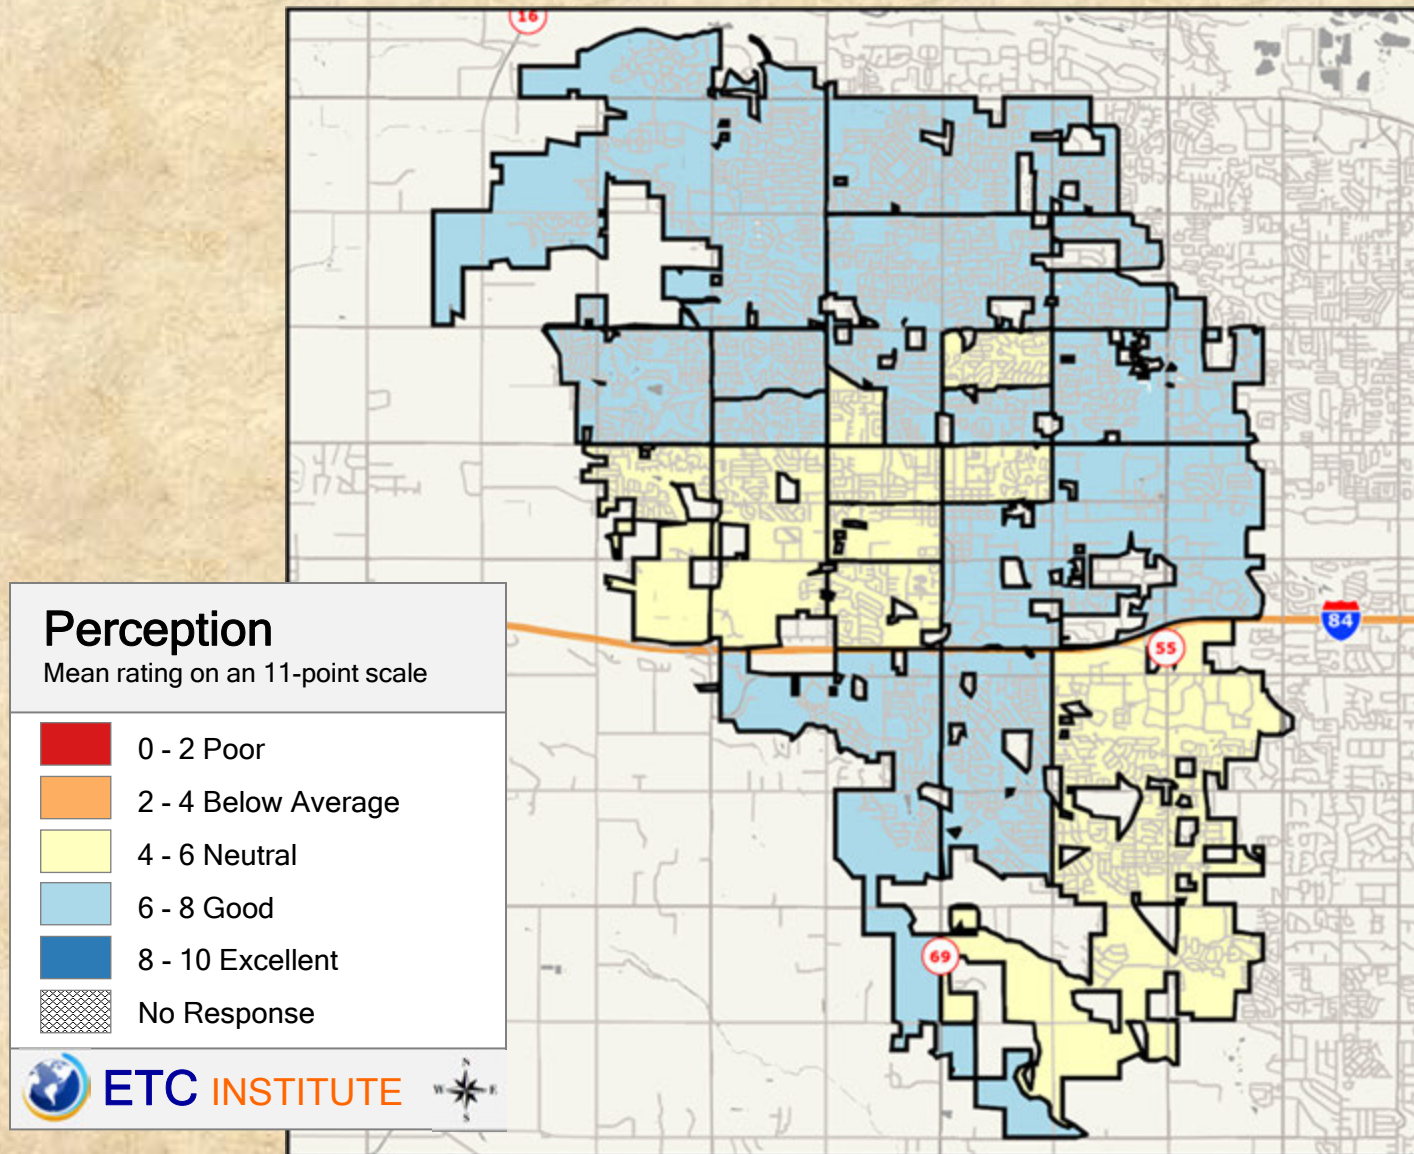 16
84
55
69
Perception
Mean rating on an 11-point scale
0 - 2 Poor
2 - 4 Below Average
4 - 6 Neutral
6 - 8 Good
8 - 10 Excellent
No Response
ETC INSTITUTE
N
W E
S